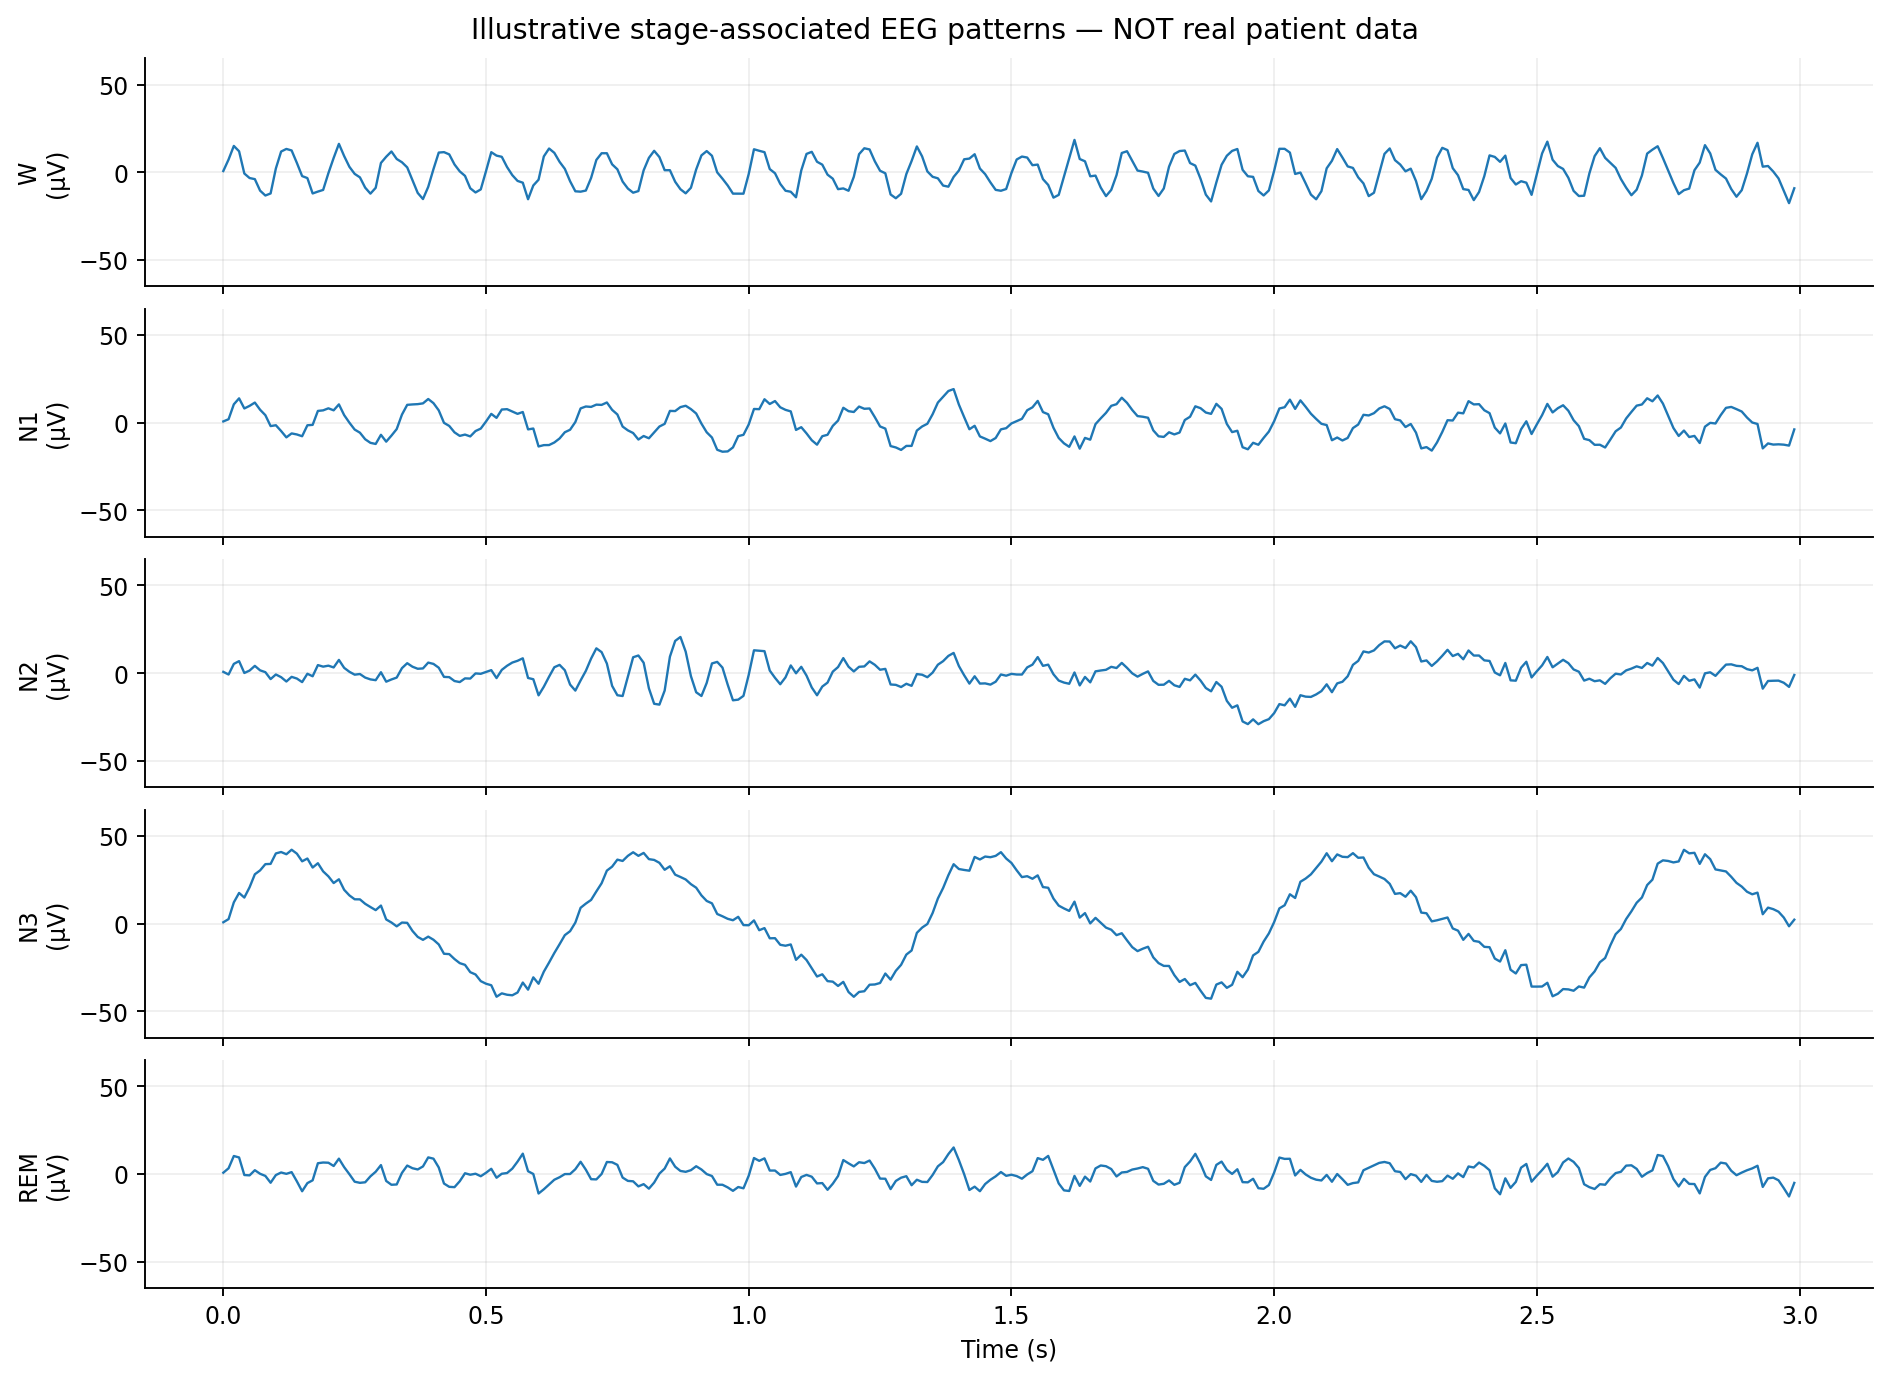 Illustrative stage-associated EEG patterns — NOT real patient data
50
0
−50
W
(μV)
50
0
−50
N1
(μV)
50
0
−50
N2
(μV)
50
0
−50
N3
(μV)
50
0
−50
REM
(μV)
0.0 0.5 1.0 1.5 2.0 2.5 3.0
Time (s)